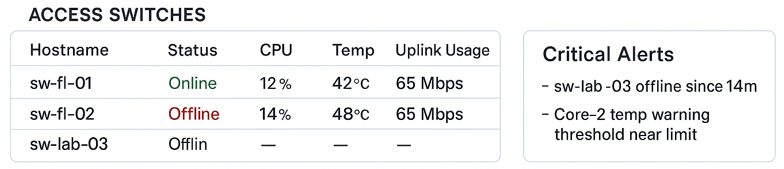 ACCESS SWITCHES
Hostname Status CPU Temp Uplink Usage
sw-fl-01 Online 12% 42°C 65 Mbps
sw-fl-02 Offline 14% 48°C 65 Mbps
sw-lab-03 Offlin — — —
Critical Alerts
– sw-lab-03 offline since 14m
– Core-2 temp warning
threshold near limit